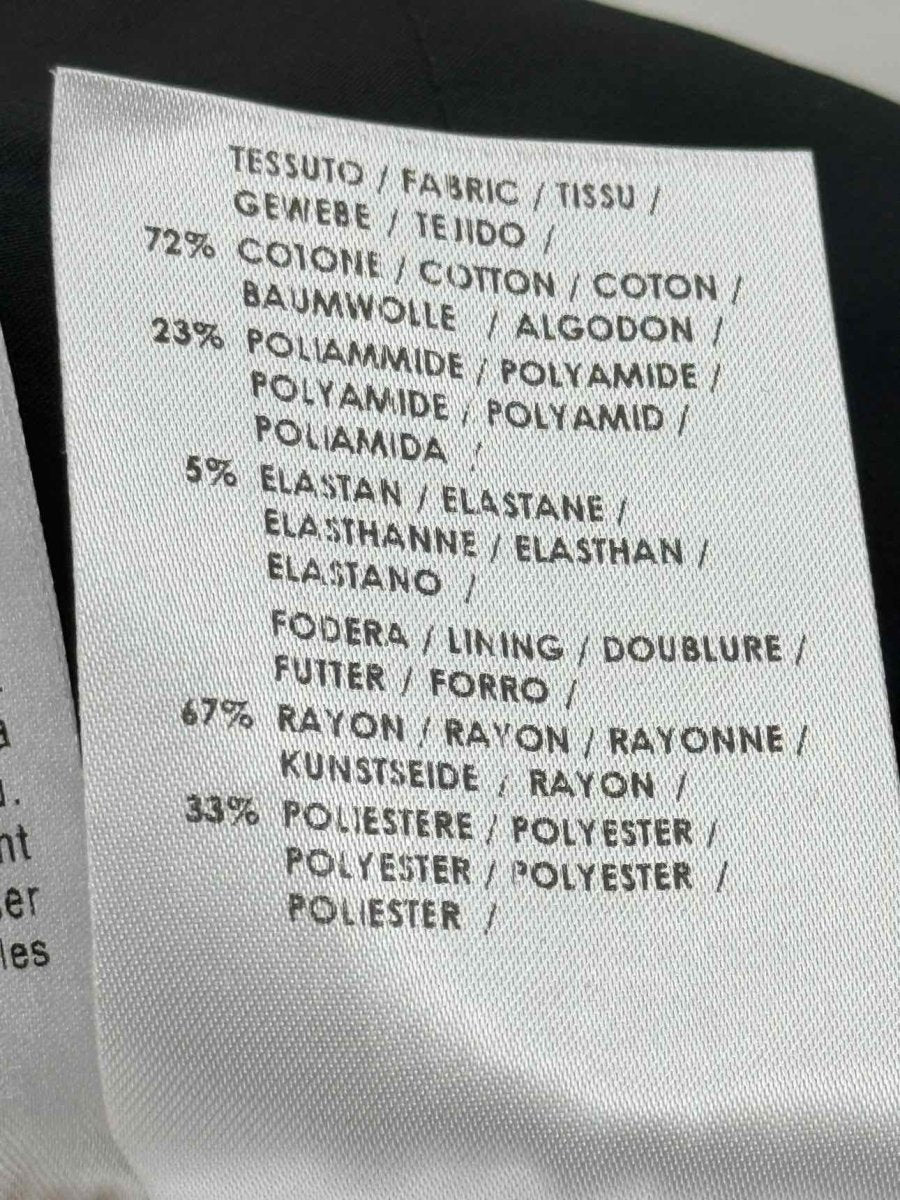 TESSUTO / FABRIC / TISSU /
GEWEBE / TEJIDO /
72% COTONE / COTTON / COTON /
BAUMWOLLE / ALGODON /
23% POLIAMMIDE / POLYAMIDE /
POLYAMIDE / POLYAMID /
POLIAMIDA /
5% ELASTAN / ELASTANE /
ELASTHANNE / ELASTHAN /
ELASTANO /
FODERA / LINING / DOUBLURE /
FUTTER / FORRO /
67% RAYON / RAYON / RAYONNE /
KUNSTSEIDE / RAYON /
33% POLIESTERE / POLYESTER /
POLYESTER / POLYESTER /
POLIESTER /